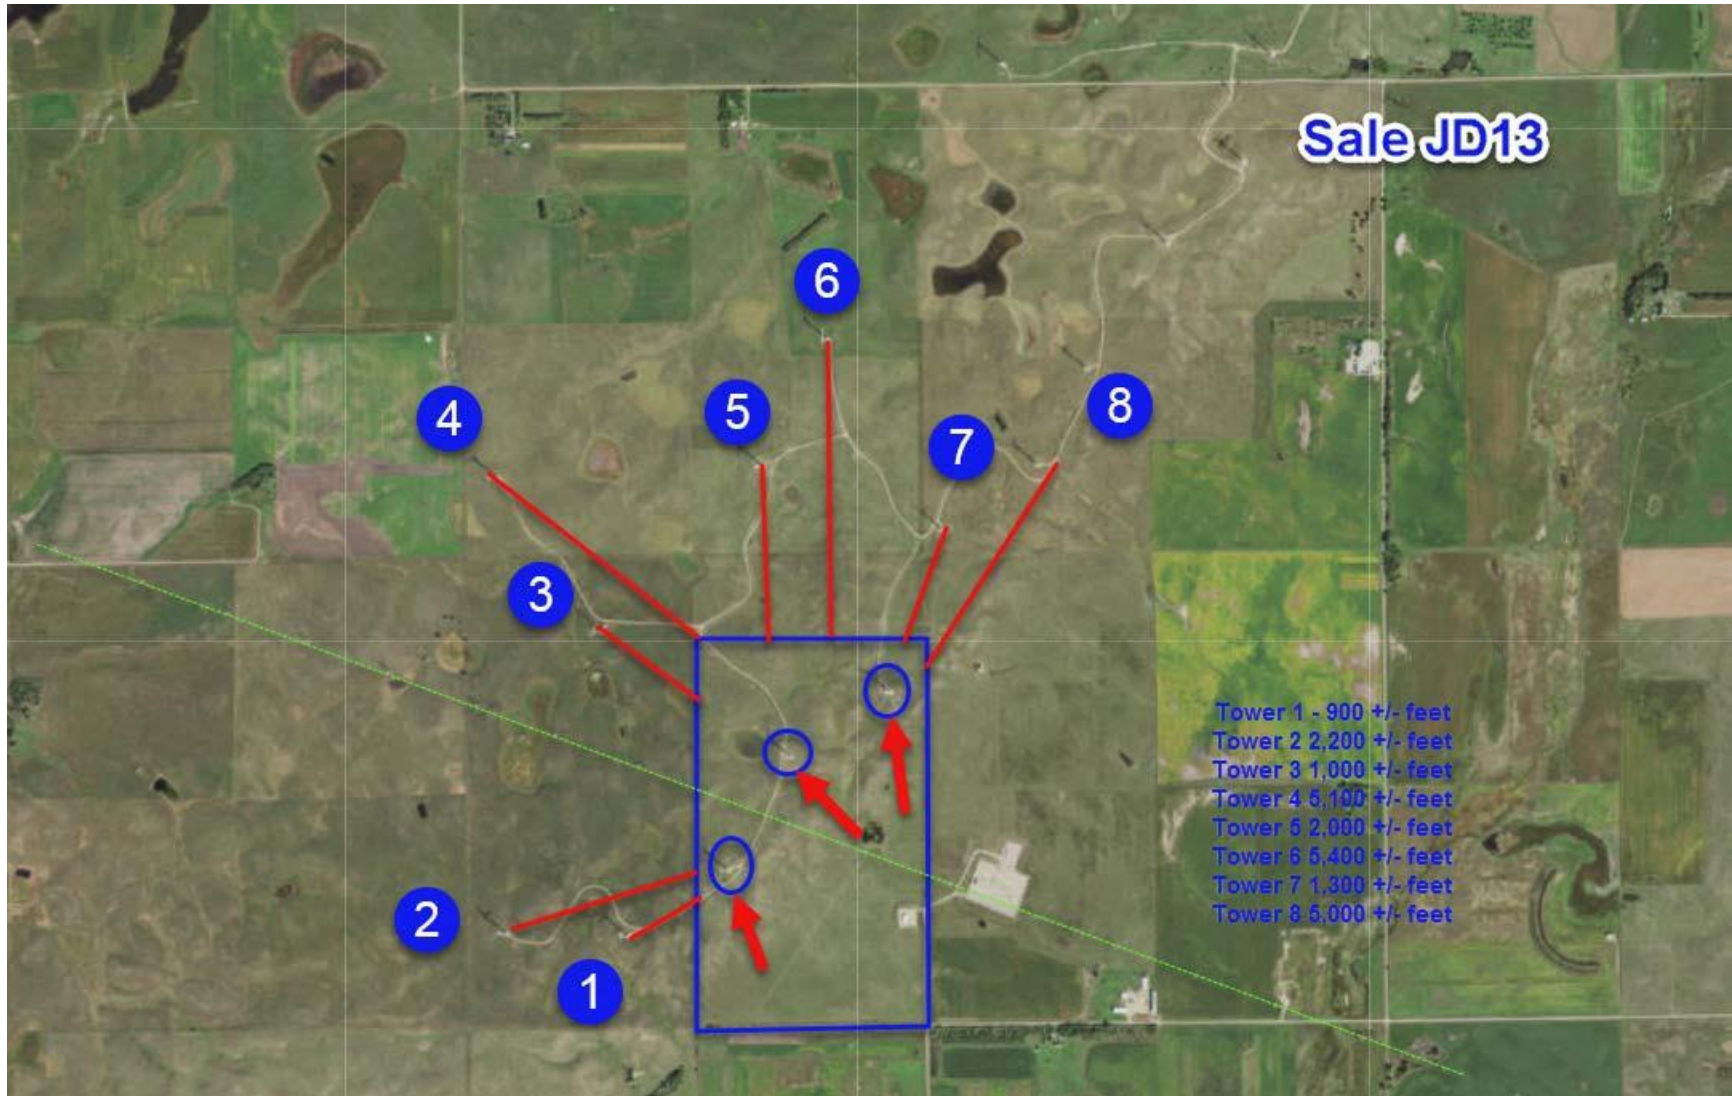 Sale JD13
6
4
5
8
7
3
2
1
Tower 1 - 900 +/- feet
Tower 2 2,200 +/- feet
Tower 3 1,000 +/- feet
Tower 4 5,100 +/- feet
Tower 5 2,000 +/- feet
Tower 6 5,400 +/- feet
Tower 7 1,300 +/- feet
Tower 8 5,000 +/- feet